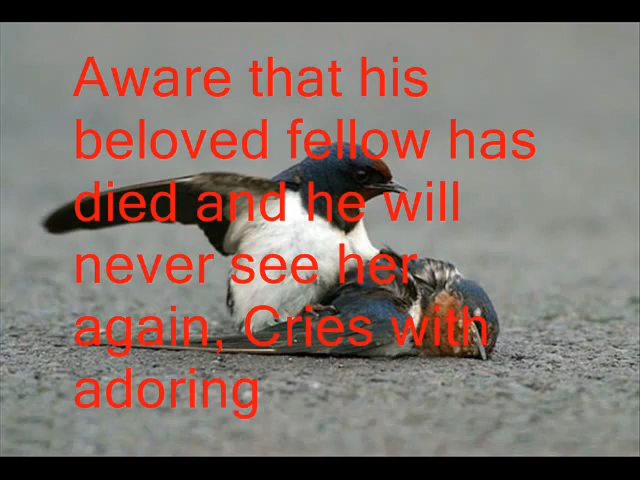 Aware that his
beloved fellow has
died and he will
never see her
again, Cries with
adoring